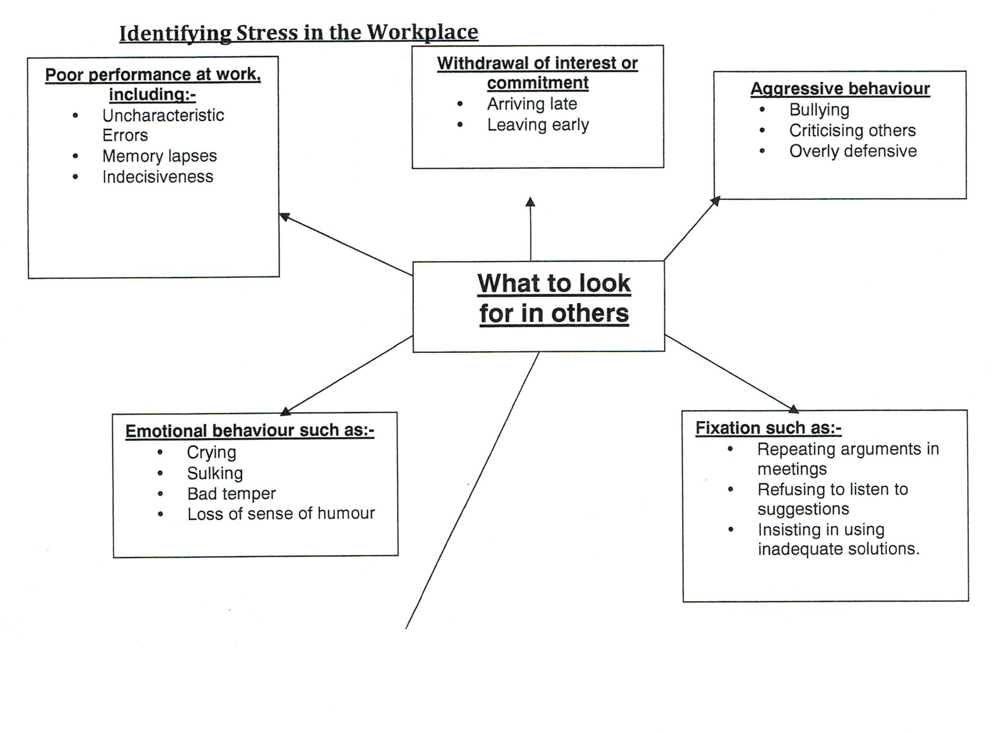 Identifying Stress in the Workplace
Poor performance at work,
including:-
• Uncharacteristic
Errors
• Memory lapses
• Indecisiveness
Withdrawal of interest or
commitment
• Arriving late
• Leaving early
Aggressive behaviour
• Bullying
• Criticising others
• Overly defensive
What to look
for in others
Emotional behaviour such as:-
• Crying
• Sulking
• Bad temper
• Loss of sense of humour
Fixation such as:-
• Repeating arguments in
meetings
• Refusing to listen to
suggestions
• Insisting in using
inadequate solutions.